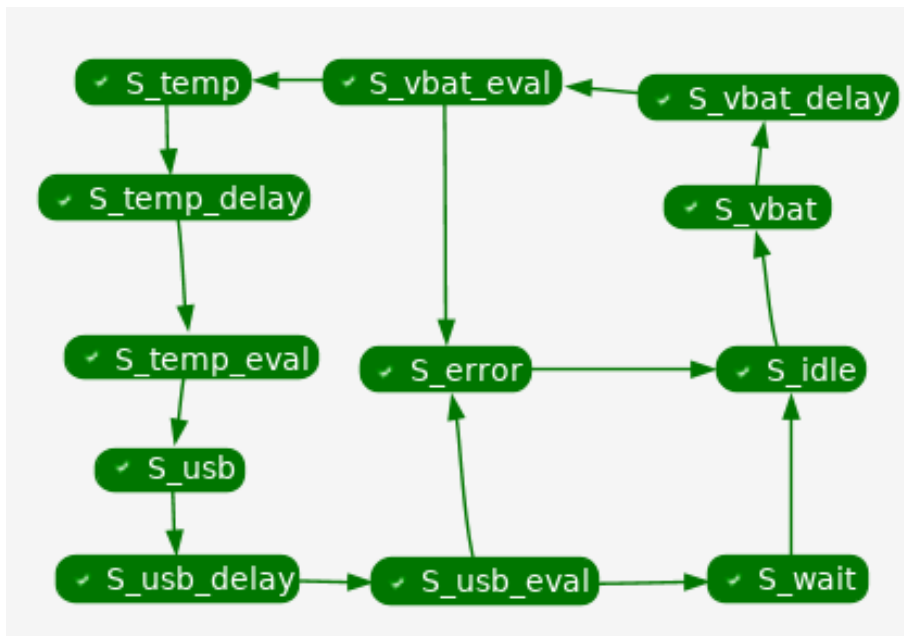 S_temp
S_vbat_eval
S_vbat_delay
S_temp_delay
S_vbat
S_temp_eval
S_error
S_idle
S_usb
S_usb_delay
S_usb_eval
S_wait